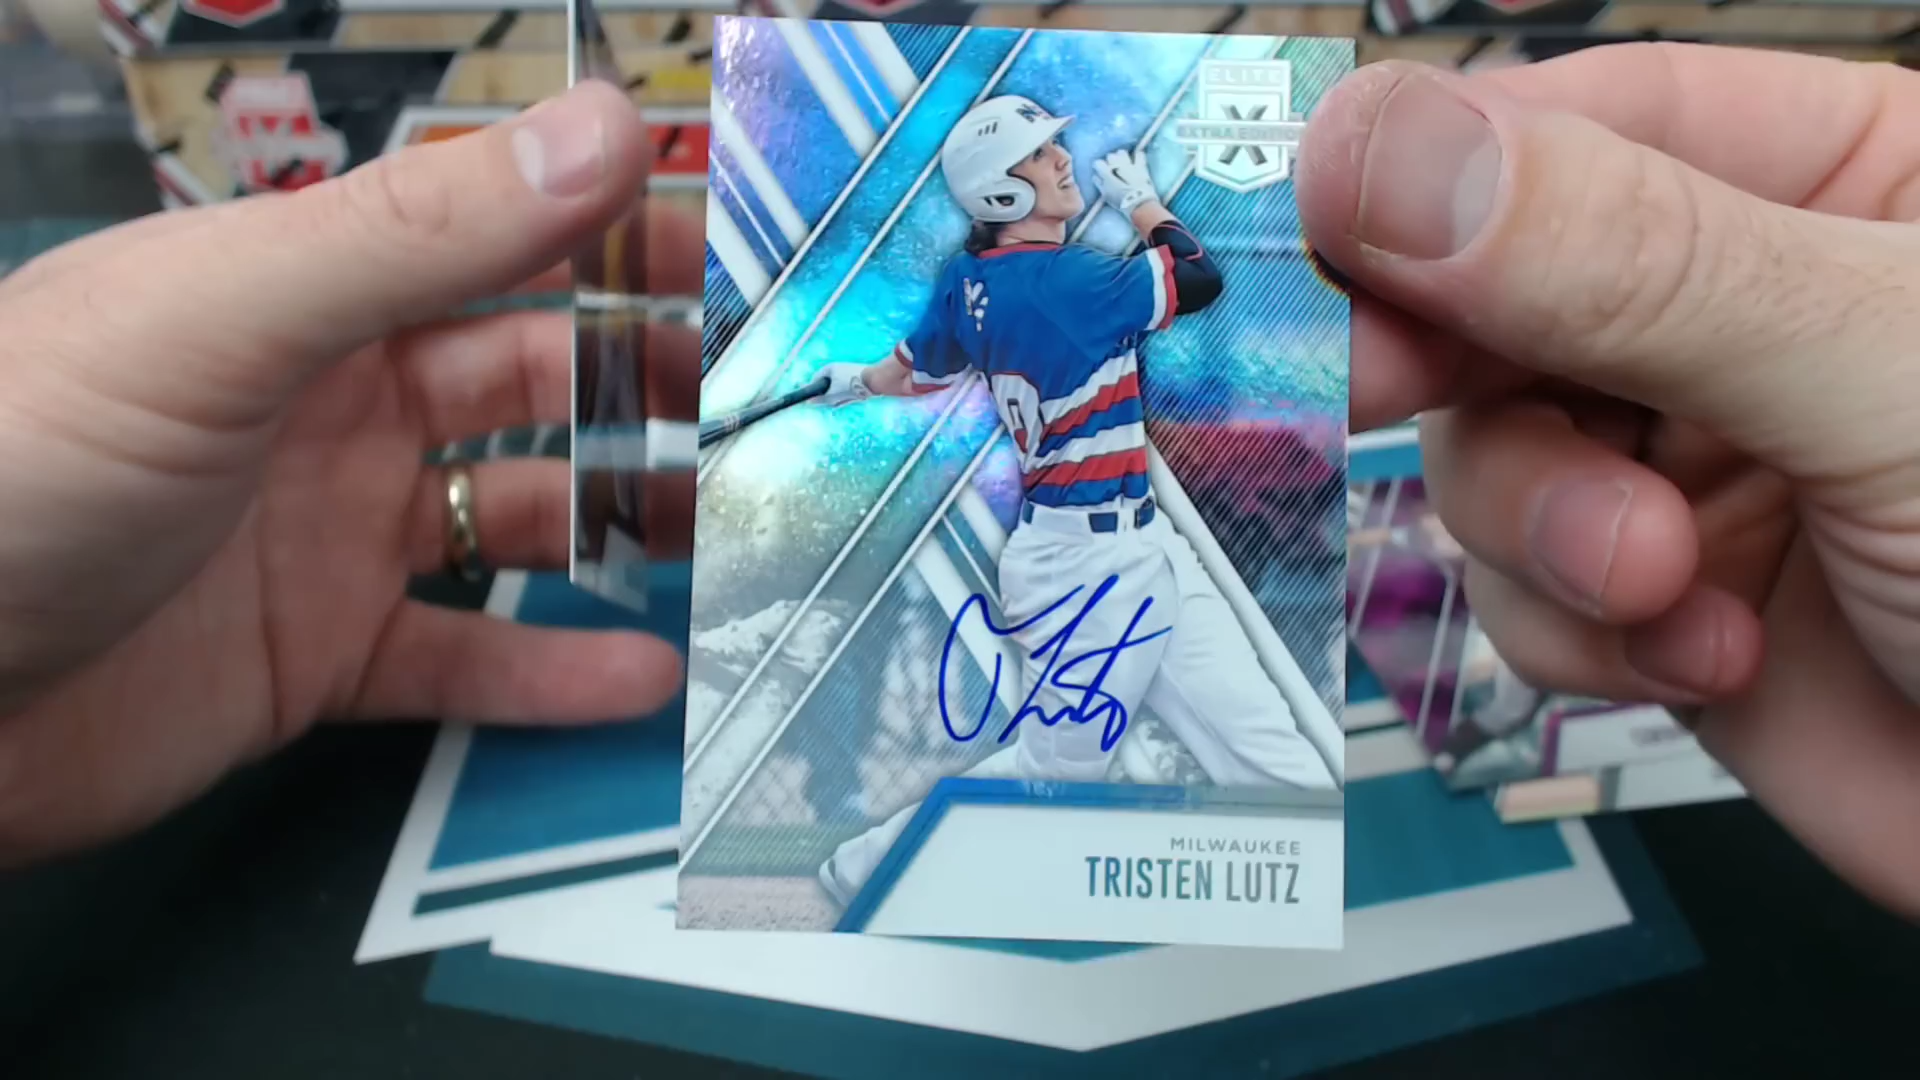 ELITE
EXTRA EDITION
X
MILWAUKEE
TRISTEN LUTZ